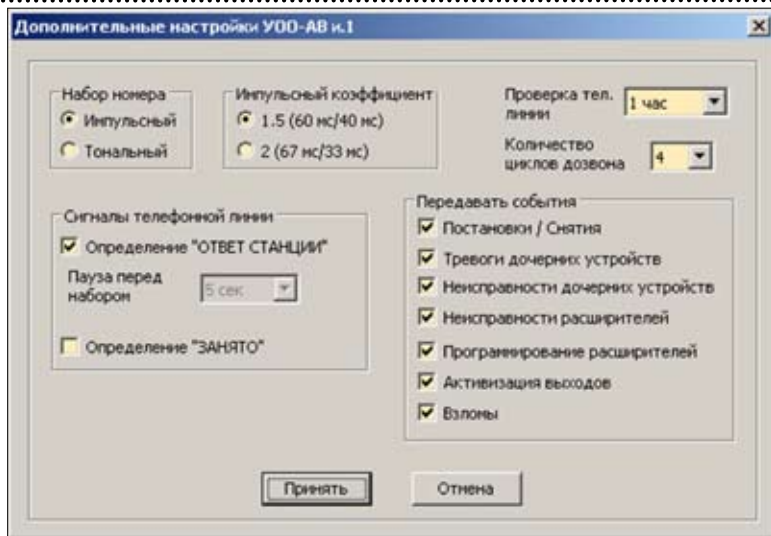 Дополнительные настройки УОО-АВ и.1
Набор номера
Импульсный
Тональный
Импульсный коэффициент
1.5 (60 мс/40 мс)
2 (67 мс/33 мс)
Проверка тел.
линии
1 час
Количество
циклов дозвона
4
Сигналы телефонной линии
Определение "ОТВЕТ СТАНЦИИ"
Пауза перед
набором
5 сек
Определение "ЗАНЯТО"
Передавать события
Постановки / Снятия
Тревоги дочерних устройств
Неисправности дочерних устройств
Неисправности расширителей
Программирование расширителей
Активизация выходов
Взломы
Принять
Отмена